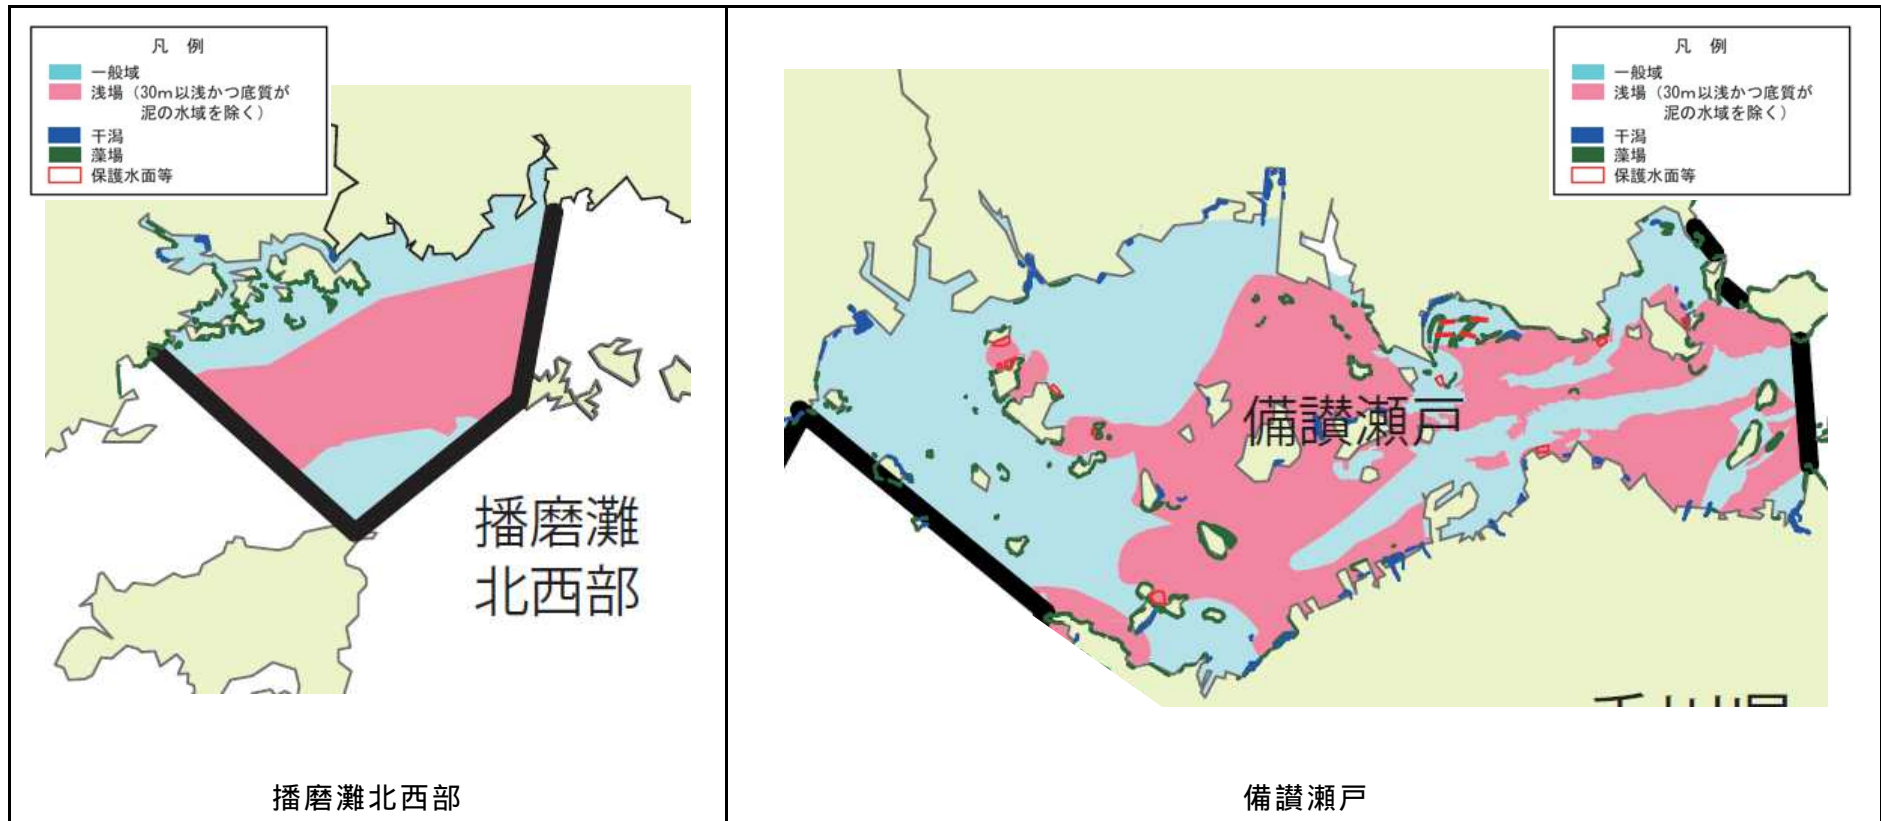 凡 例
一般域
浅場（30m以浅かつ底質が
泥の水域を除く）
干潟
藻場
保護水面等
播磨灘
北西部
播磨灘北西部
凡 例
一般域
浅場（30m以浅かつ底質が
泥の水域を除く）
干潟
藻場
保護水面等
備讃瀬戸
備讃瀬戸